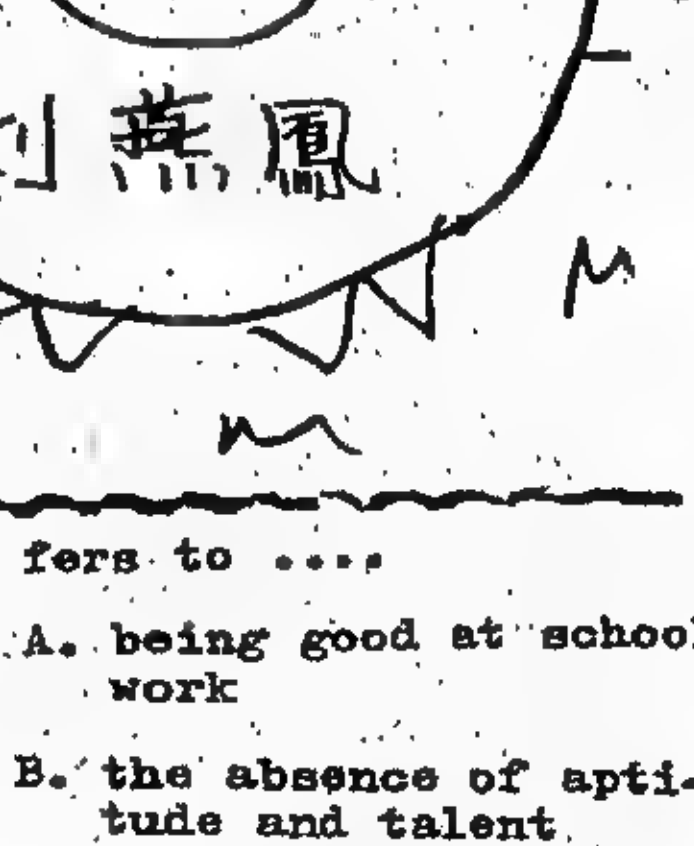 燕鳳
fers to ....
A. being good at school
work
B. the absence of apti-
tude and talent